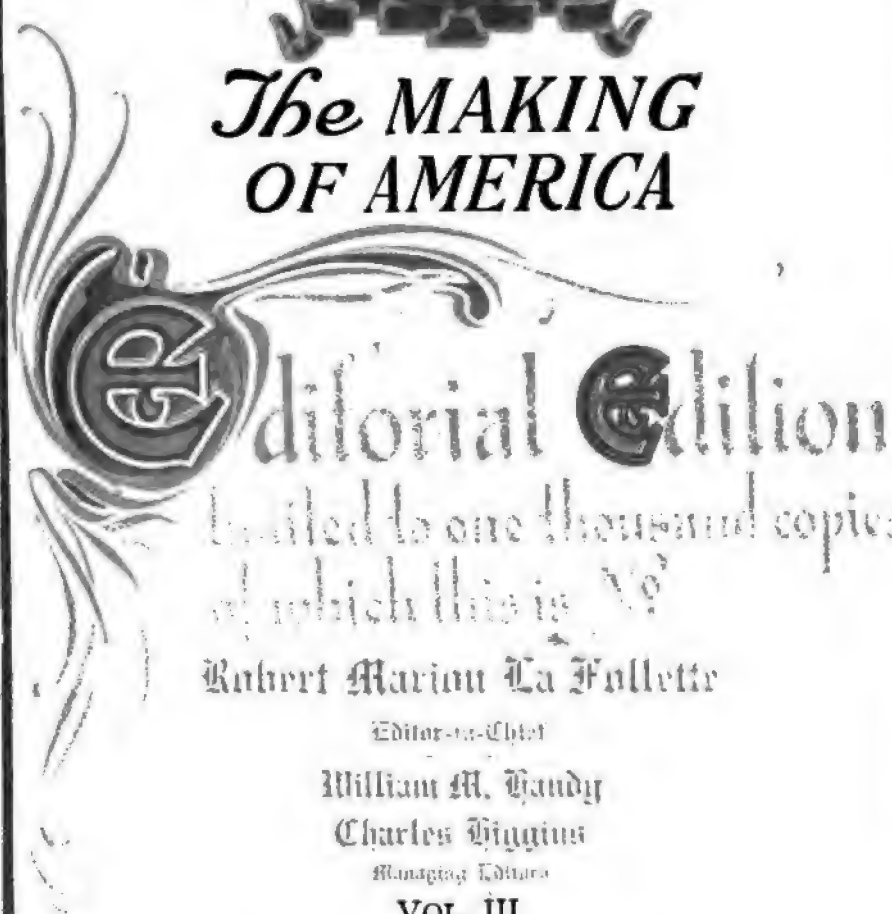 The MAKING
OF AMERICA
Editorial Edition
limited to one thousand copies
of which this is No
Robert Marion La Follette
Editor-in-Chief
William M. Handy
Charles Higgins
Managing Editors
VOL. III